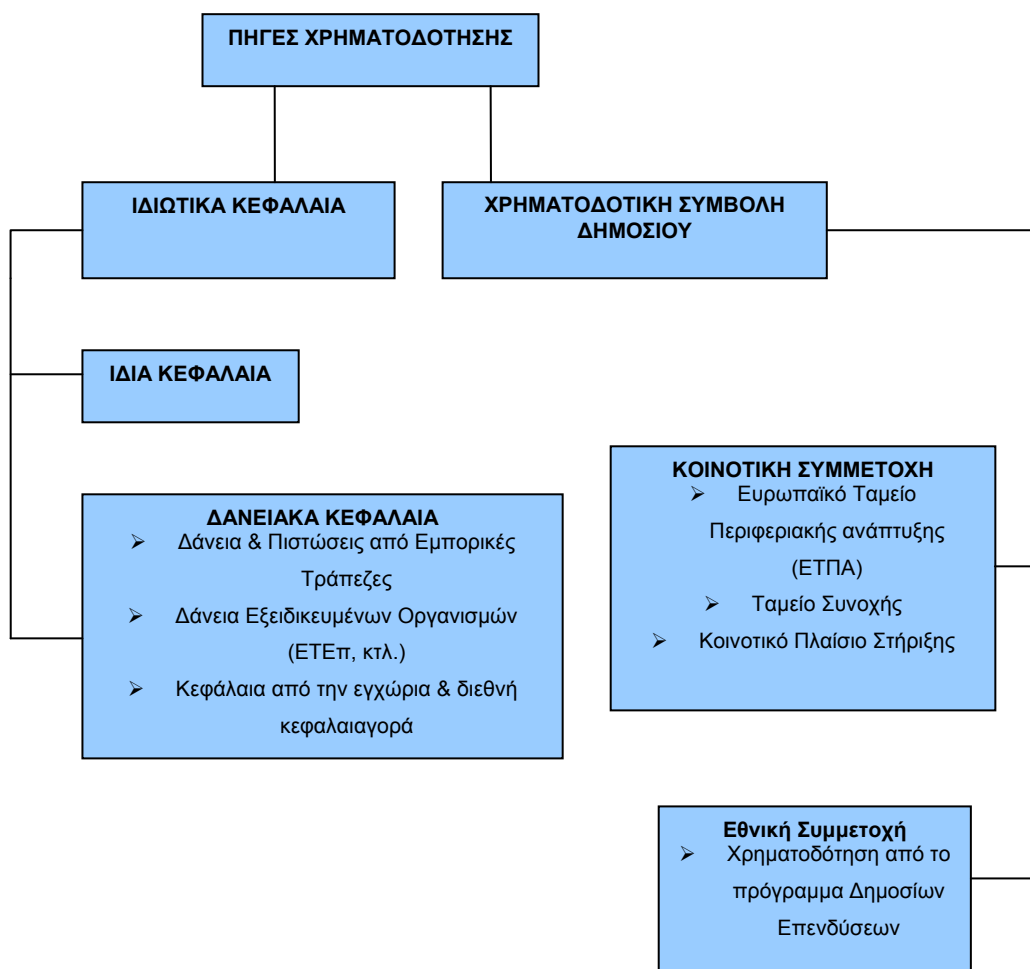 ΠΗΓΕΣ ΧΡΗΜΑΤΟΔΟΤΗΣΗΣ
ΙΔΙΩΤΙΚΑ ΚΕΦΑΛΑΙΑ
ΧΡΗΜΑΤΟΔΟΤΙΚΗ ΣΥΜΒΟΛΗ
ΔΗΜΟΣΙΟΥ
ΙΔΙΑ ΚΕΦΑΛΑΙΑ
ΔΑΝΕΙΑΚΑ ΚΕΦΑΛΑΙΑ
➢ Δάνεια & Πιστώσεις από Εμπορικές
Τράπεζες
➢ Δάνεια Εξειδικευμένων Οργανισμών
(ΕΤΕπ, κτλ.)
➢ Κεφάλαια από την εγχώρια & διεθνή
κεφαλαιαγορά
ΚΟΙΝΟΤΙΚΗ ΣΥΜΜΕΤΟΧΗ
➢ Ευρωπαϊκό Ταμείο
Περιφεριακής ανάπτυξης
(ΕΤΠΑ)
➢ Ταμείο Συνοχής
➢ Κοινοτικό Πλαίσιο Στήριξης
Εθνική Συμμετοχή
➢ Χρηματοδότηση από το
πρόγραμμα Δημοσίων
Επενδύσεων